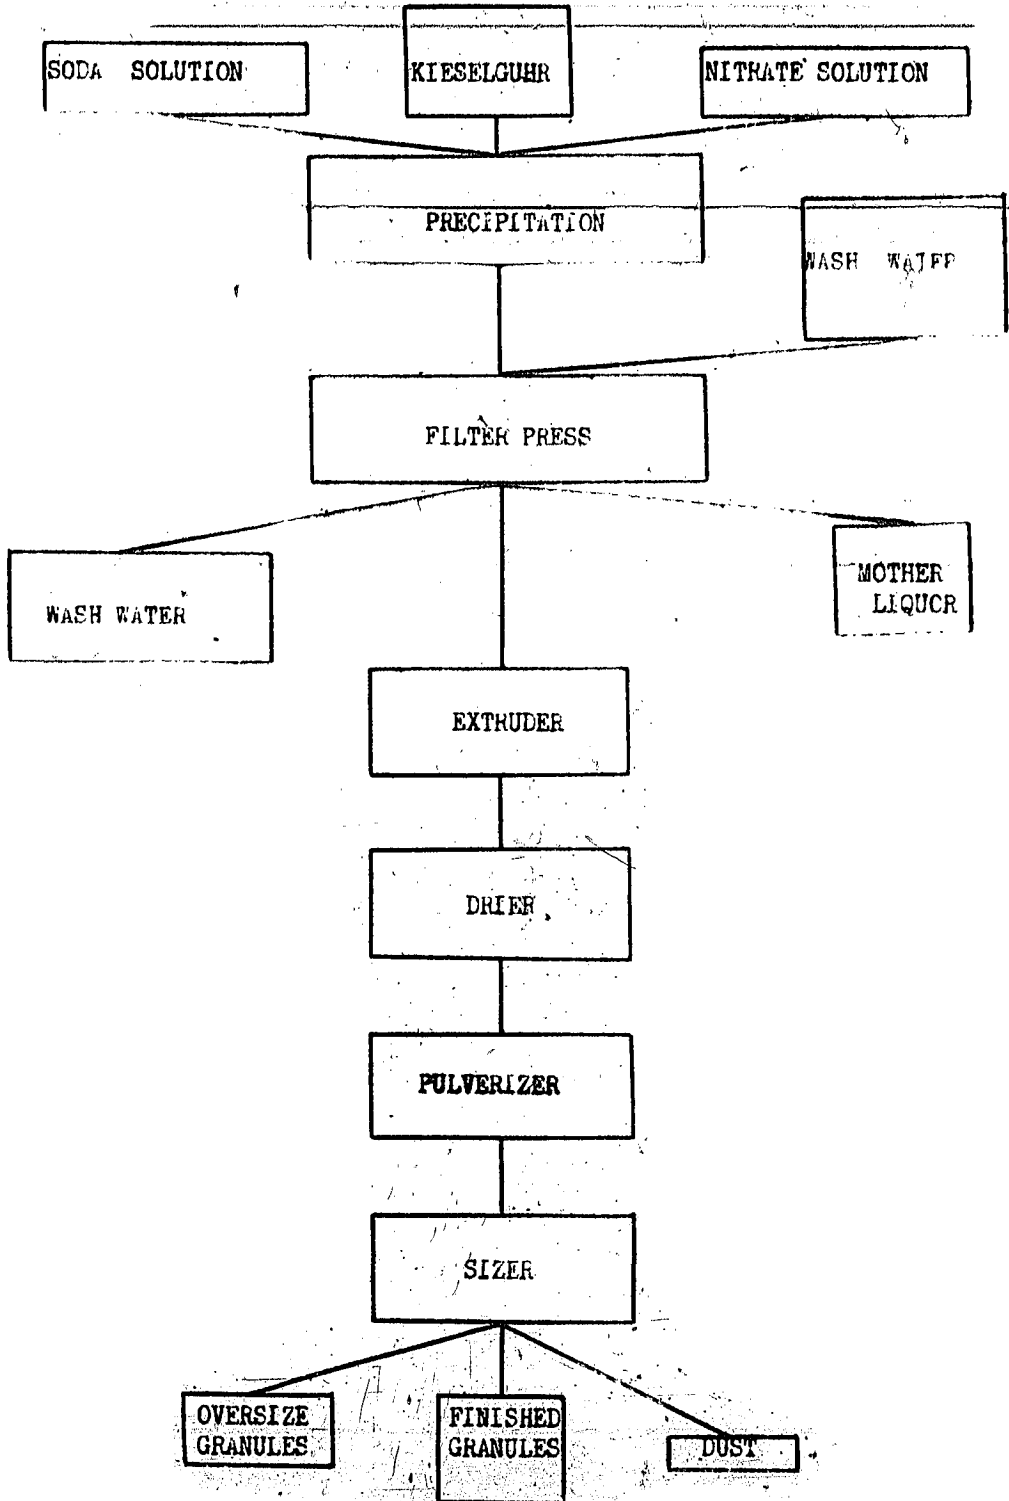 SODA SOLUTION
KIESELGUHR
NITRATE SOLUTION
PRECIPITATION
WASH WATER
FILTER PRESS
WASH WATER
MOTHER
LIQUOR
EXTRUDER
DRIER
PULVERIZER
SIZER
OVERSIZE
GRANULES
FINISHED
GRANULES
DUST